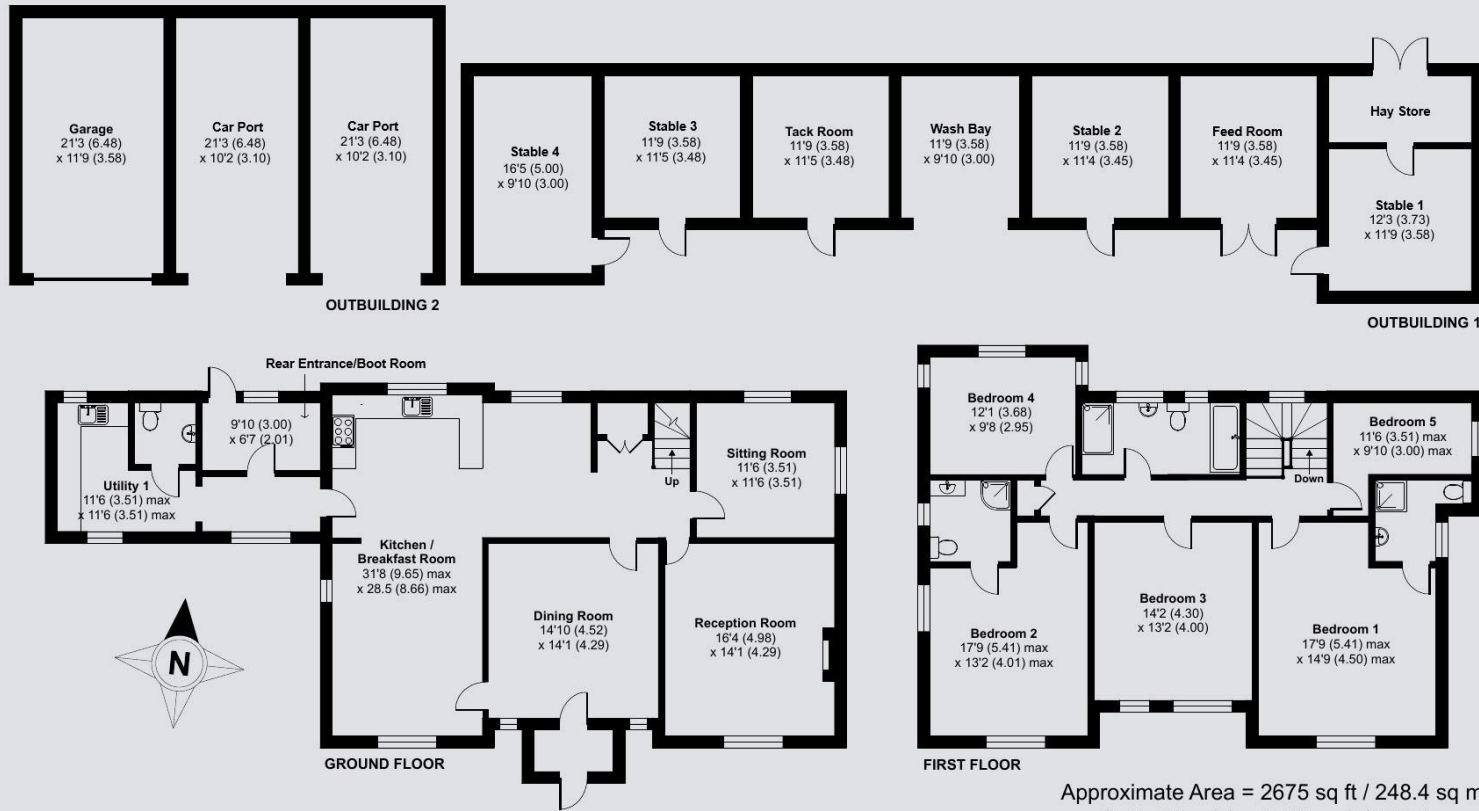 Garage
21'3 (6.48)
x 11'9 (3.58)
Car Port
21'3 (6.48)
x 10'2 (3.10)
Car Port
21'3 (6.48)
x 10'2 (3.10)
OUTBUILDING 2
Stable 4
16'5 (5.00)
x 9'10 (3.00)
Stable 3
11'9 (3.58)
x 11'5 (3.48)
Tack Room
11'9 (3.58)
x 11'5 (3.48)
Wash Bay
11'9 (3.58)
x 9'10 (3.00)
Stable 2
11'9 (3.58)
x 11'4 (3.45)
Feed Room
11'9 (3.58)
x 11'4 (3.45)
Hay Store
Stable 1
12'3 (3.73)
x 11'9 (3.58)
OUTBUILDING 1
Rear Entrance/Boot Room
9'10 (3.00)
x 6'7 (2.01)
Utility 1
11'6 (3.51) max
x 11'6 (3.51) max
Kitchen /
Breakfast Room
31'8 (9.65) max
x 28.5 (8.66) max
Up
Sitting Room
11'6 (3.51)
x 11'6 (3.51)
Dining Room
14'10 (4.52)
x 14'1 (4.29)
Reception Room
16'4 (4.98)
x 14'1 (4.29)
N
GROUND FLOOR
Bedroom 4
12'1 (3.68)
x 9'8 (2.95)
Down
Bedroom 5
11'6 (3.51) max
x 9'10 (3.00) max
Bedroom 2
17'9 (5.41) max
x 13'2 (4.01) max
Bedroom 3
14'2 (4.30)
x 13'2 (4.00)
Bedroom 1
17'9 (5.41) max
x 14'9 (4.50) max
FIRST FLOOR
Approximate Area = 2675 sq ft / 248.4 sq m